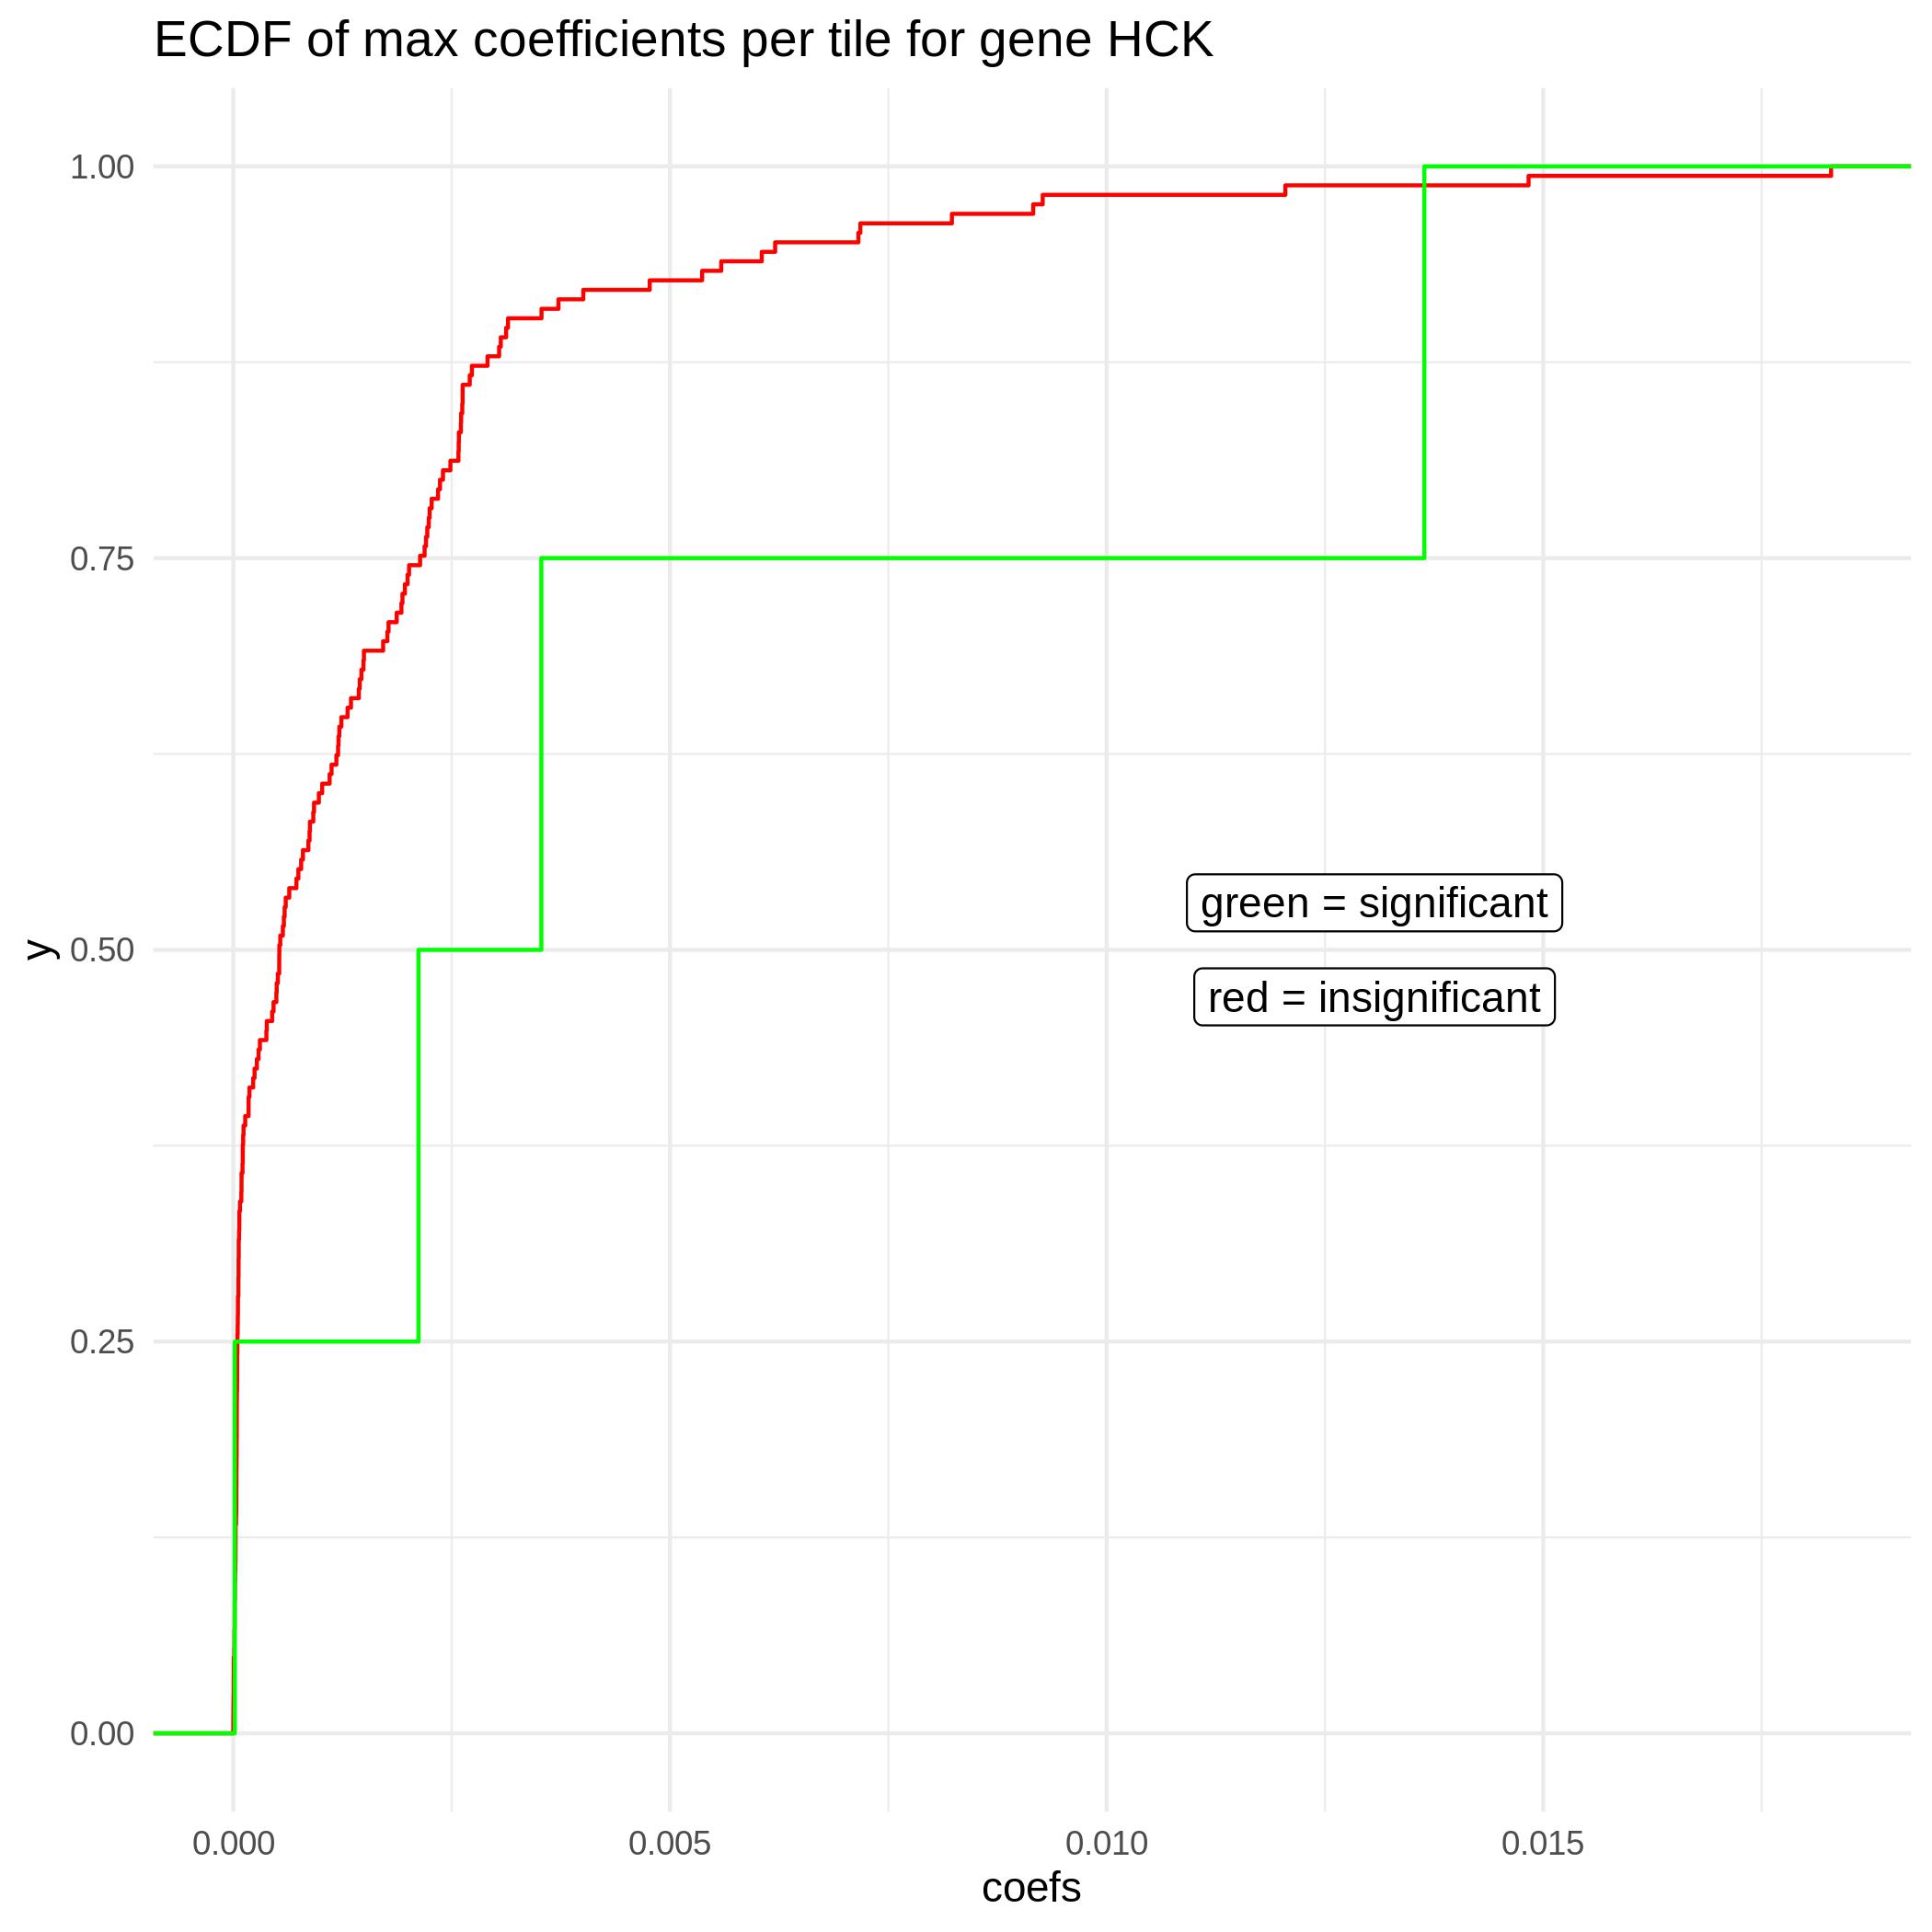 ECDF of max coefficients per tile for gene HCK
1.00
0.75
0.50
0.25
0.00
y
green = significant
red = insignificant
0.000 0.005 0.010 0.015
coefs